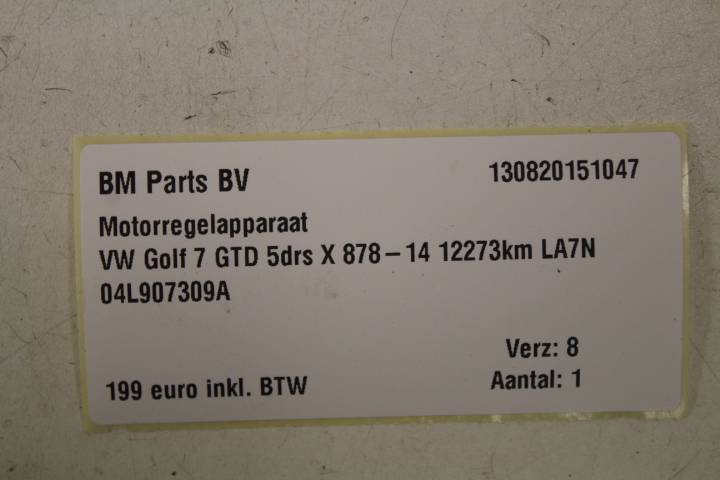 BM Parts BV 130820151047
Motorregelapparaat
VW Golf 7 GTD 5drs X 878-14 12273km LA7N
04L907309A
Verz: 8
199 euro inkl. BTW Aantal: 1